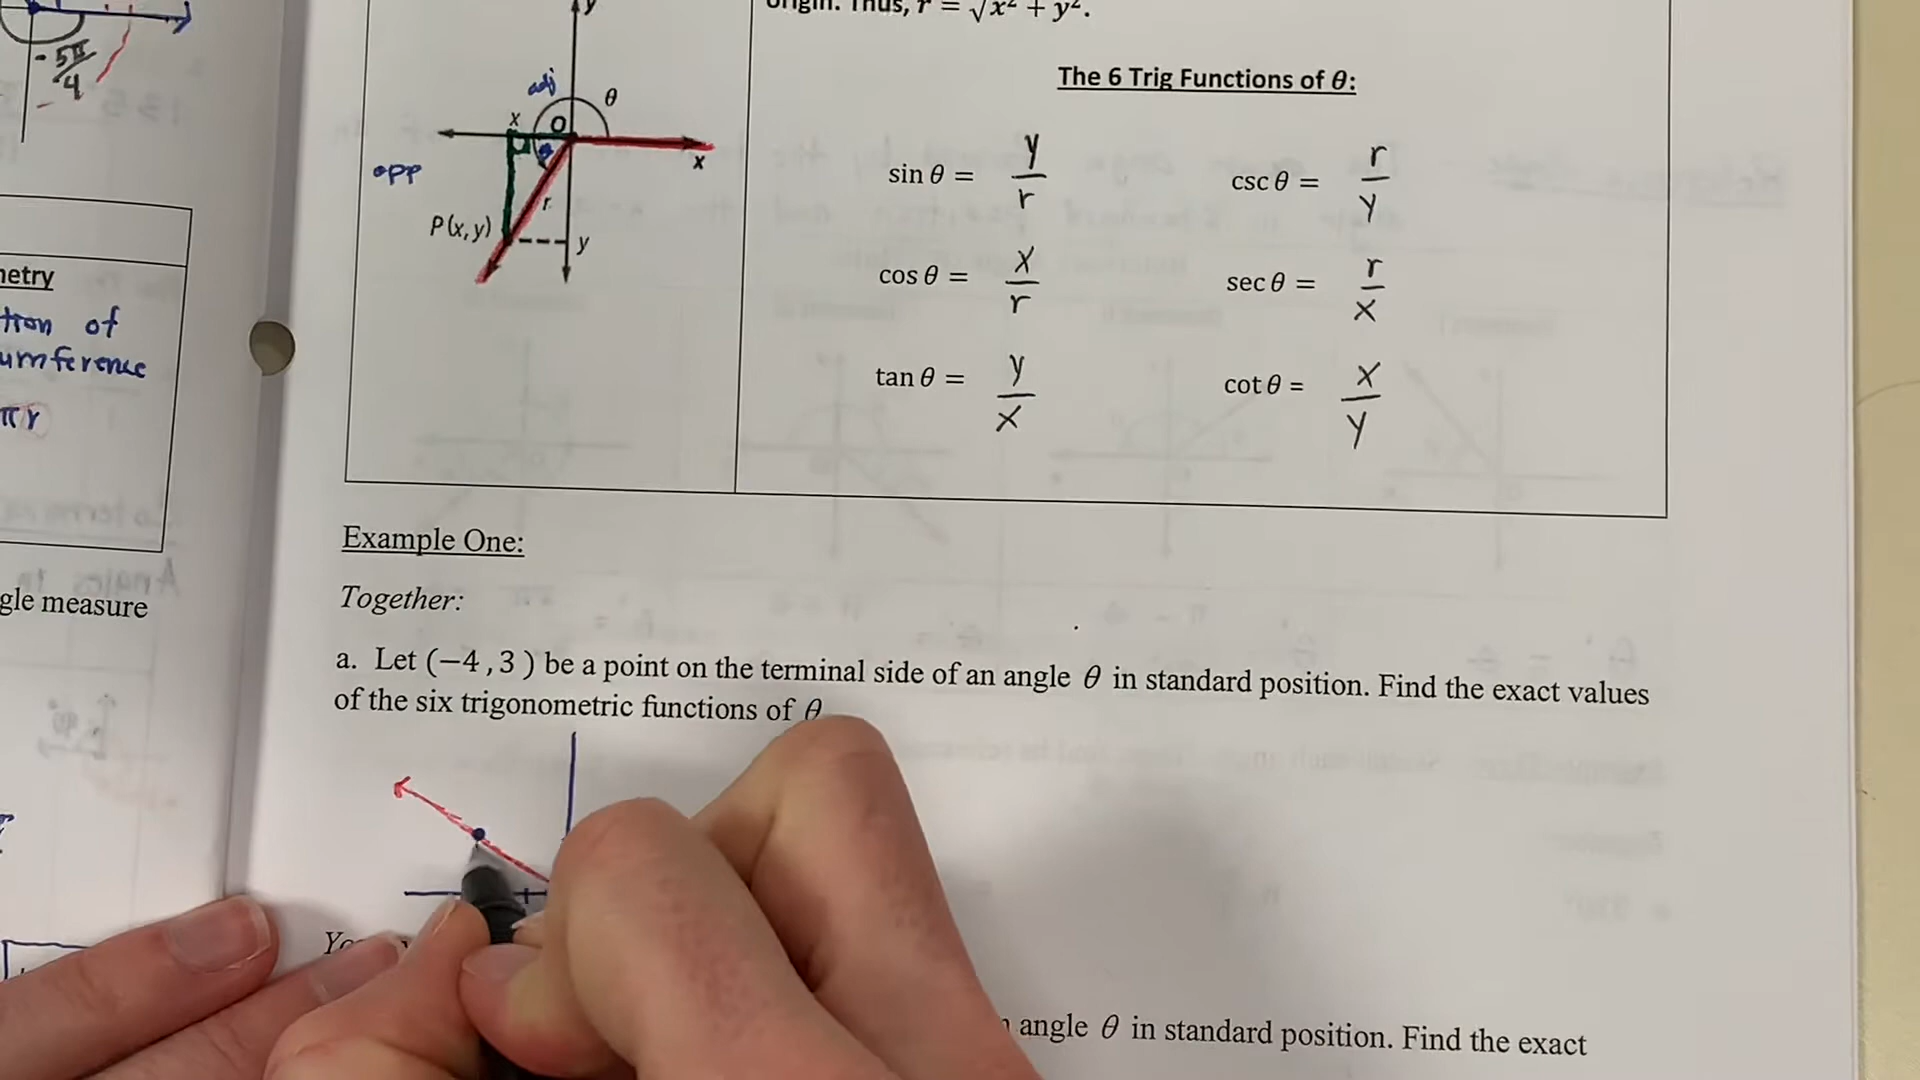 origin. Thus, r = √x² + y².
y
- 5π/4
The 6 Trig Functions of θ:
adj
θ
x
O
x
opp
r
P(x,y)
y
sin θ = y/r
csc θ = r/y
cos θ = x/r
sec θ = r/x
tan θ = y/x
cot θ = x/y
of
umference
πr
gle measure
Example One:
Together:
a. Let (−4 , 3 ) be a point on the terminal side of an angle θ in standard position. Find the exact values
of the six trigonometric functions of θ
angle θ in standard position. Find the exact